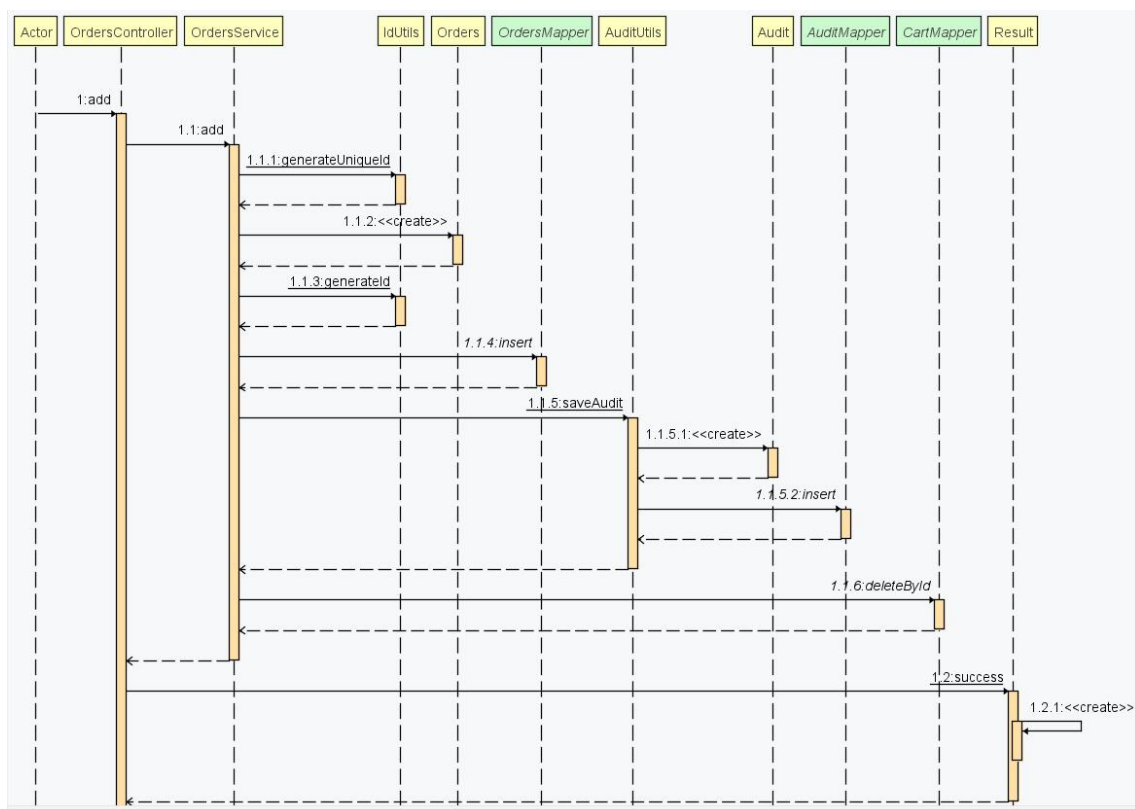 Actor OrdersController OrdersService IdUtils Orders OrdersMapper AuditUtils Audit AuditMapper CartMapper Result
1:add
1.1:add
1.1.1:generateUniqueId
1.1.2:<<create>>
1.1.3:generateId
1.1.4:insert
1.1.5:saveAudit
1.1.5.1:<<create>>
1.1.5.2:insert
1.1.6:deleteById
1.2:success
1.2.1:<<create>>